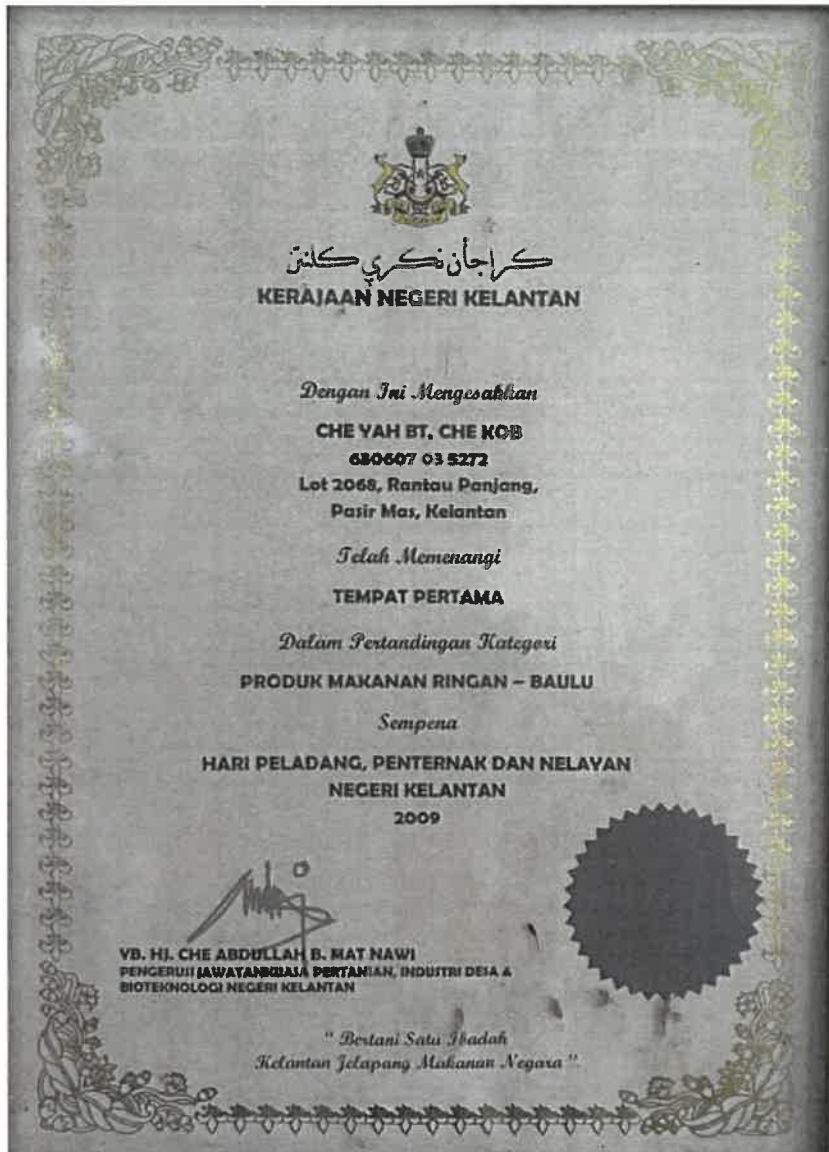 كراجأن نڬري كلنتن
KERAJAAN NEGERI KELANTAN
Dengan Ini Mengesahkan
CHE YAH BT. CHE KOB
680607 03 5272
Lot 2068, Rantau Panjang,
Pasir Mas, Kelantan
Telah Memenangi
TEMPAT PERTAMA
Dalam Pertandingan Kategori
PRODUK MAKANAN RINGAN – BAULU
Sempena
HARI PELADANG, PENTERNAK DAN NELAYAN
NEGERI KELANTAN
2009
YB. HJ. CHE ABDULLAH B. MAT NAWI
PENGERUSI JAWATANKUASA PERTANIAN, INDUSTRI DESA &
BIOTEKNOLOGI NEGERI KELANTAN
" Bertani Satu Ibadah
Kelantan Jelapang Makanan Negara "